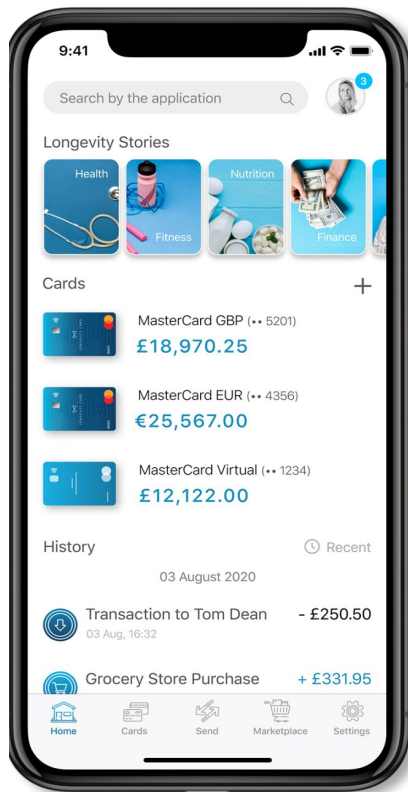 9:41
Search by the application
3
Longevity Stories
Health
Fitness
Nutrition
Finance
Cards
+
MasterCard GBP (•• 5201)
£18,970.25
MasterCard EUR (•• 4356)
€25,567.00
MasterCard Virtual (•• 1234)
£12,122.00
History
Recent
03 August 2020
Transaction to Tom Dean - £250.50
03 Aug, 16:32
Grocery Store Purchase + £331.95
Home Cards Send Marketplace Settings